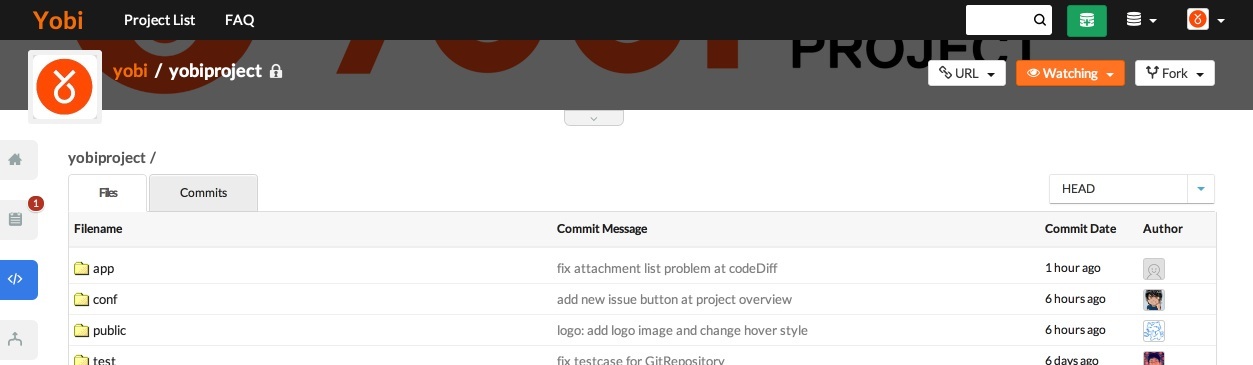 Yobi Project List FAQ
PROJECT
yobi / yobiproject URL Watching Fork
yobiproject /
1
Files Commits HEAD
Filename Commit Message Commit Date Author
app fix attachment list problem at codeDiff 1 hour ago
conf add new issue button at project overview 6 hours ago
public logo: add logo image and change hover style 6 hours ago
test fix testcase for GitRepository 6 days ago